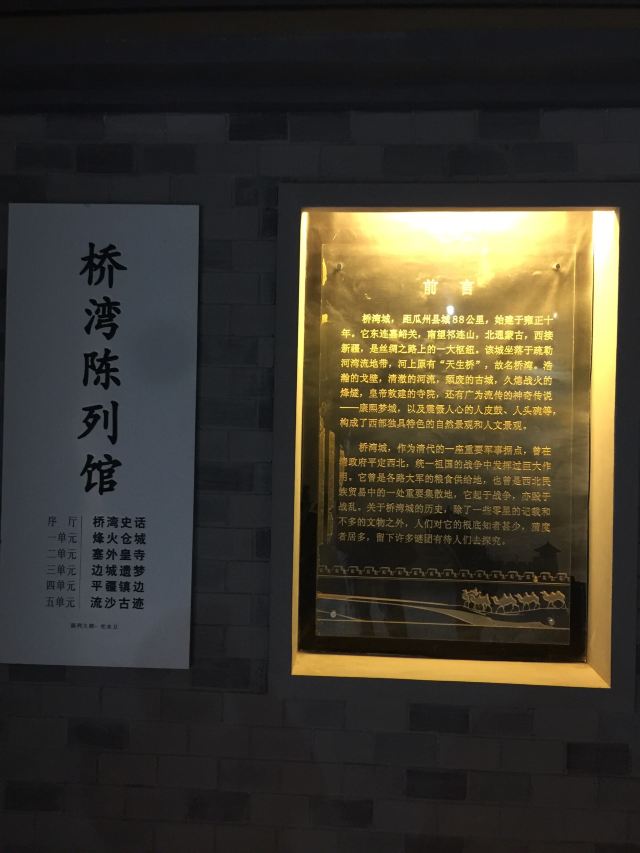 桥湾陈列馆
序 厅 桥湾史话
一单元 烽火仓城
二单元 塞外皇寺
三单元 边城遗梦
四单元 平疆镇边
五单元 流沙古迹
前 言
桥湾城，距瓜州县城88公里，始建于雍正十
年。它东连嘉峪关，南望祁连山，北通蒙古，西接
新疆，是丝绸之路上的一大枢纽。该城坐落于疏勒
河湾流地带，河上原有“天生桥”，故名桥湾。浩
瀚的戈壁，清澈的河流，颓废的古城，久熄战火的
烽燧，皇帝敕建的寺院，还有广为流传的神奇传说
——康熙梦城，以及震慑人心的人皮鼓、人头碗等，
构成了西部独具特色的自然景观和人文景观。
桥湾城，作为清代的一座重要军事据点，曾在
清政府平定西北，统一祖国的战争中发挥过巨大作
用。它曾是各路大军的粮食供给地，也曾是西北民
族贸易中的一处重要集散地，它起于战争，亦毁于
战乱。关于桥湾城的历史，除了一些零星的记载和
不多的文物之外，人们对它的根底知者甚少，猜度
者居多，留下许多谜团有待人们去探究。